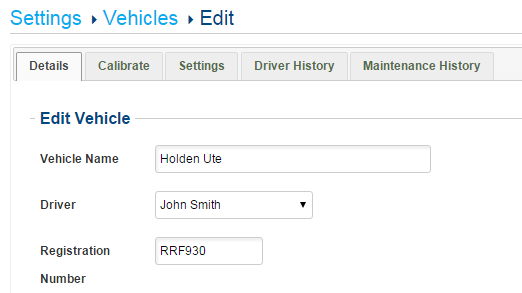 Settings ▸ Vehicles ▸ Edit
Details Calibrate Settings Driver History Maintenance History
Edit Vehicle
Vehicle Name Holden Ute
Driver John Smith
Registration RRF930
Number